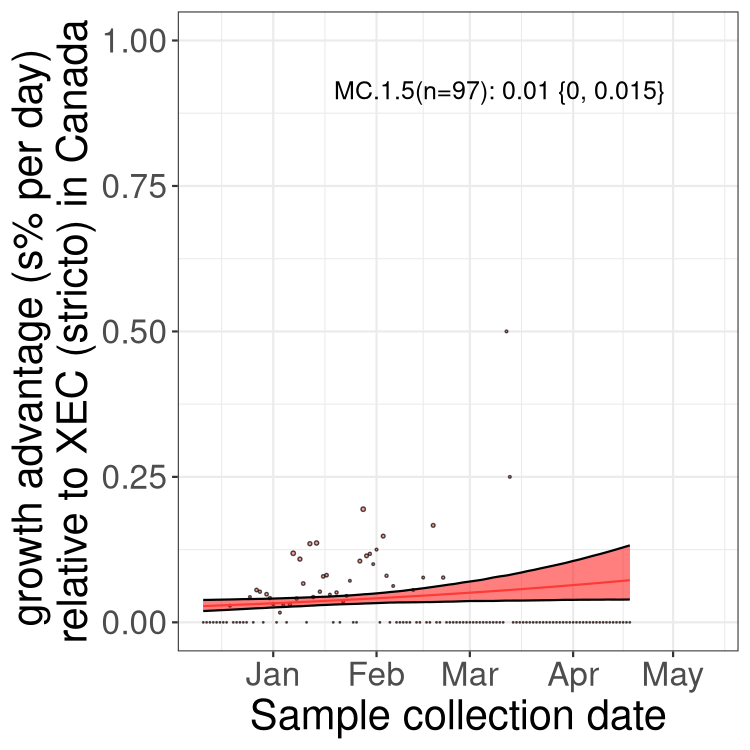 growth advantage (s% per day)
relative to XEC (stricto) in Canada
1.00
0.75
0.50
0.25
0.00
MC.1.5(n=97): 0.01 {0, 0.015}
Jan Feb Mar Apr May
Sample collection date